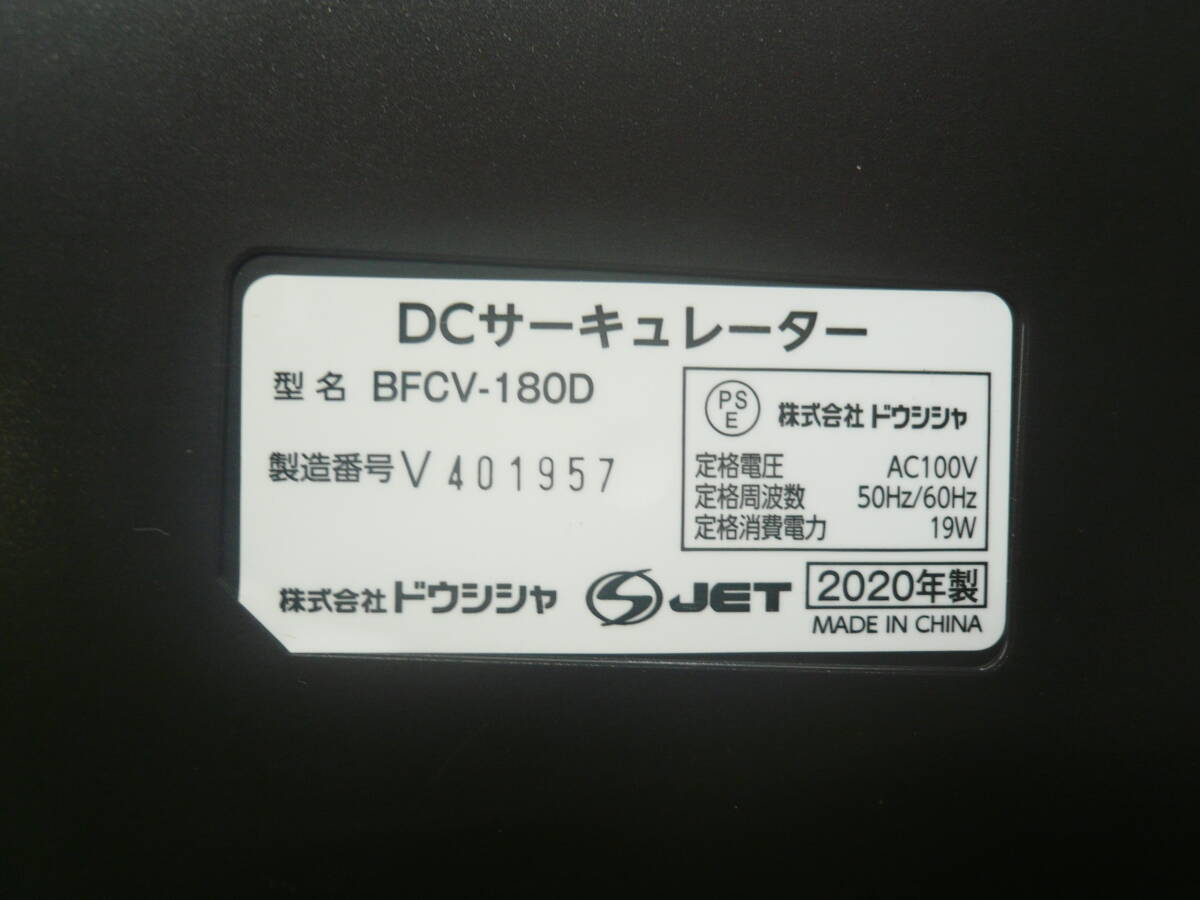 DCサーキュレーター
型名 BFCV-180D
製造番号 V 401957
PS
E
株式会社ドウシシャ
定格電圧 AC100V
定格周波数 50Hz/60Hz
定格消費電力 19W
株式会社ドウシシャ
JET
2020年製
MADE IN CHINA